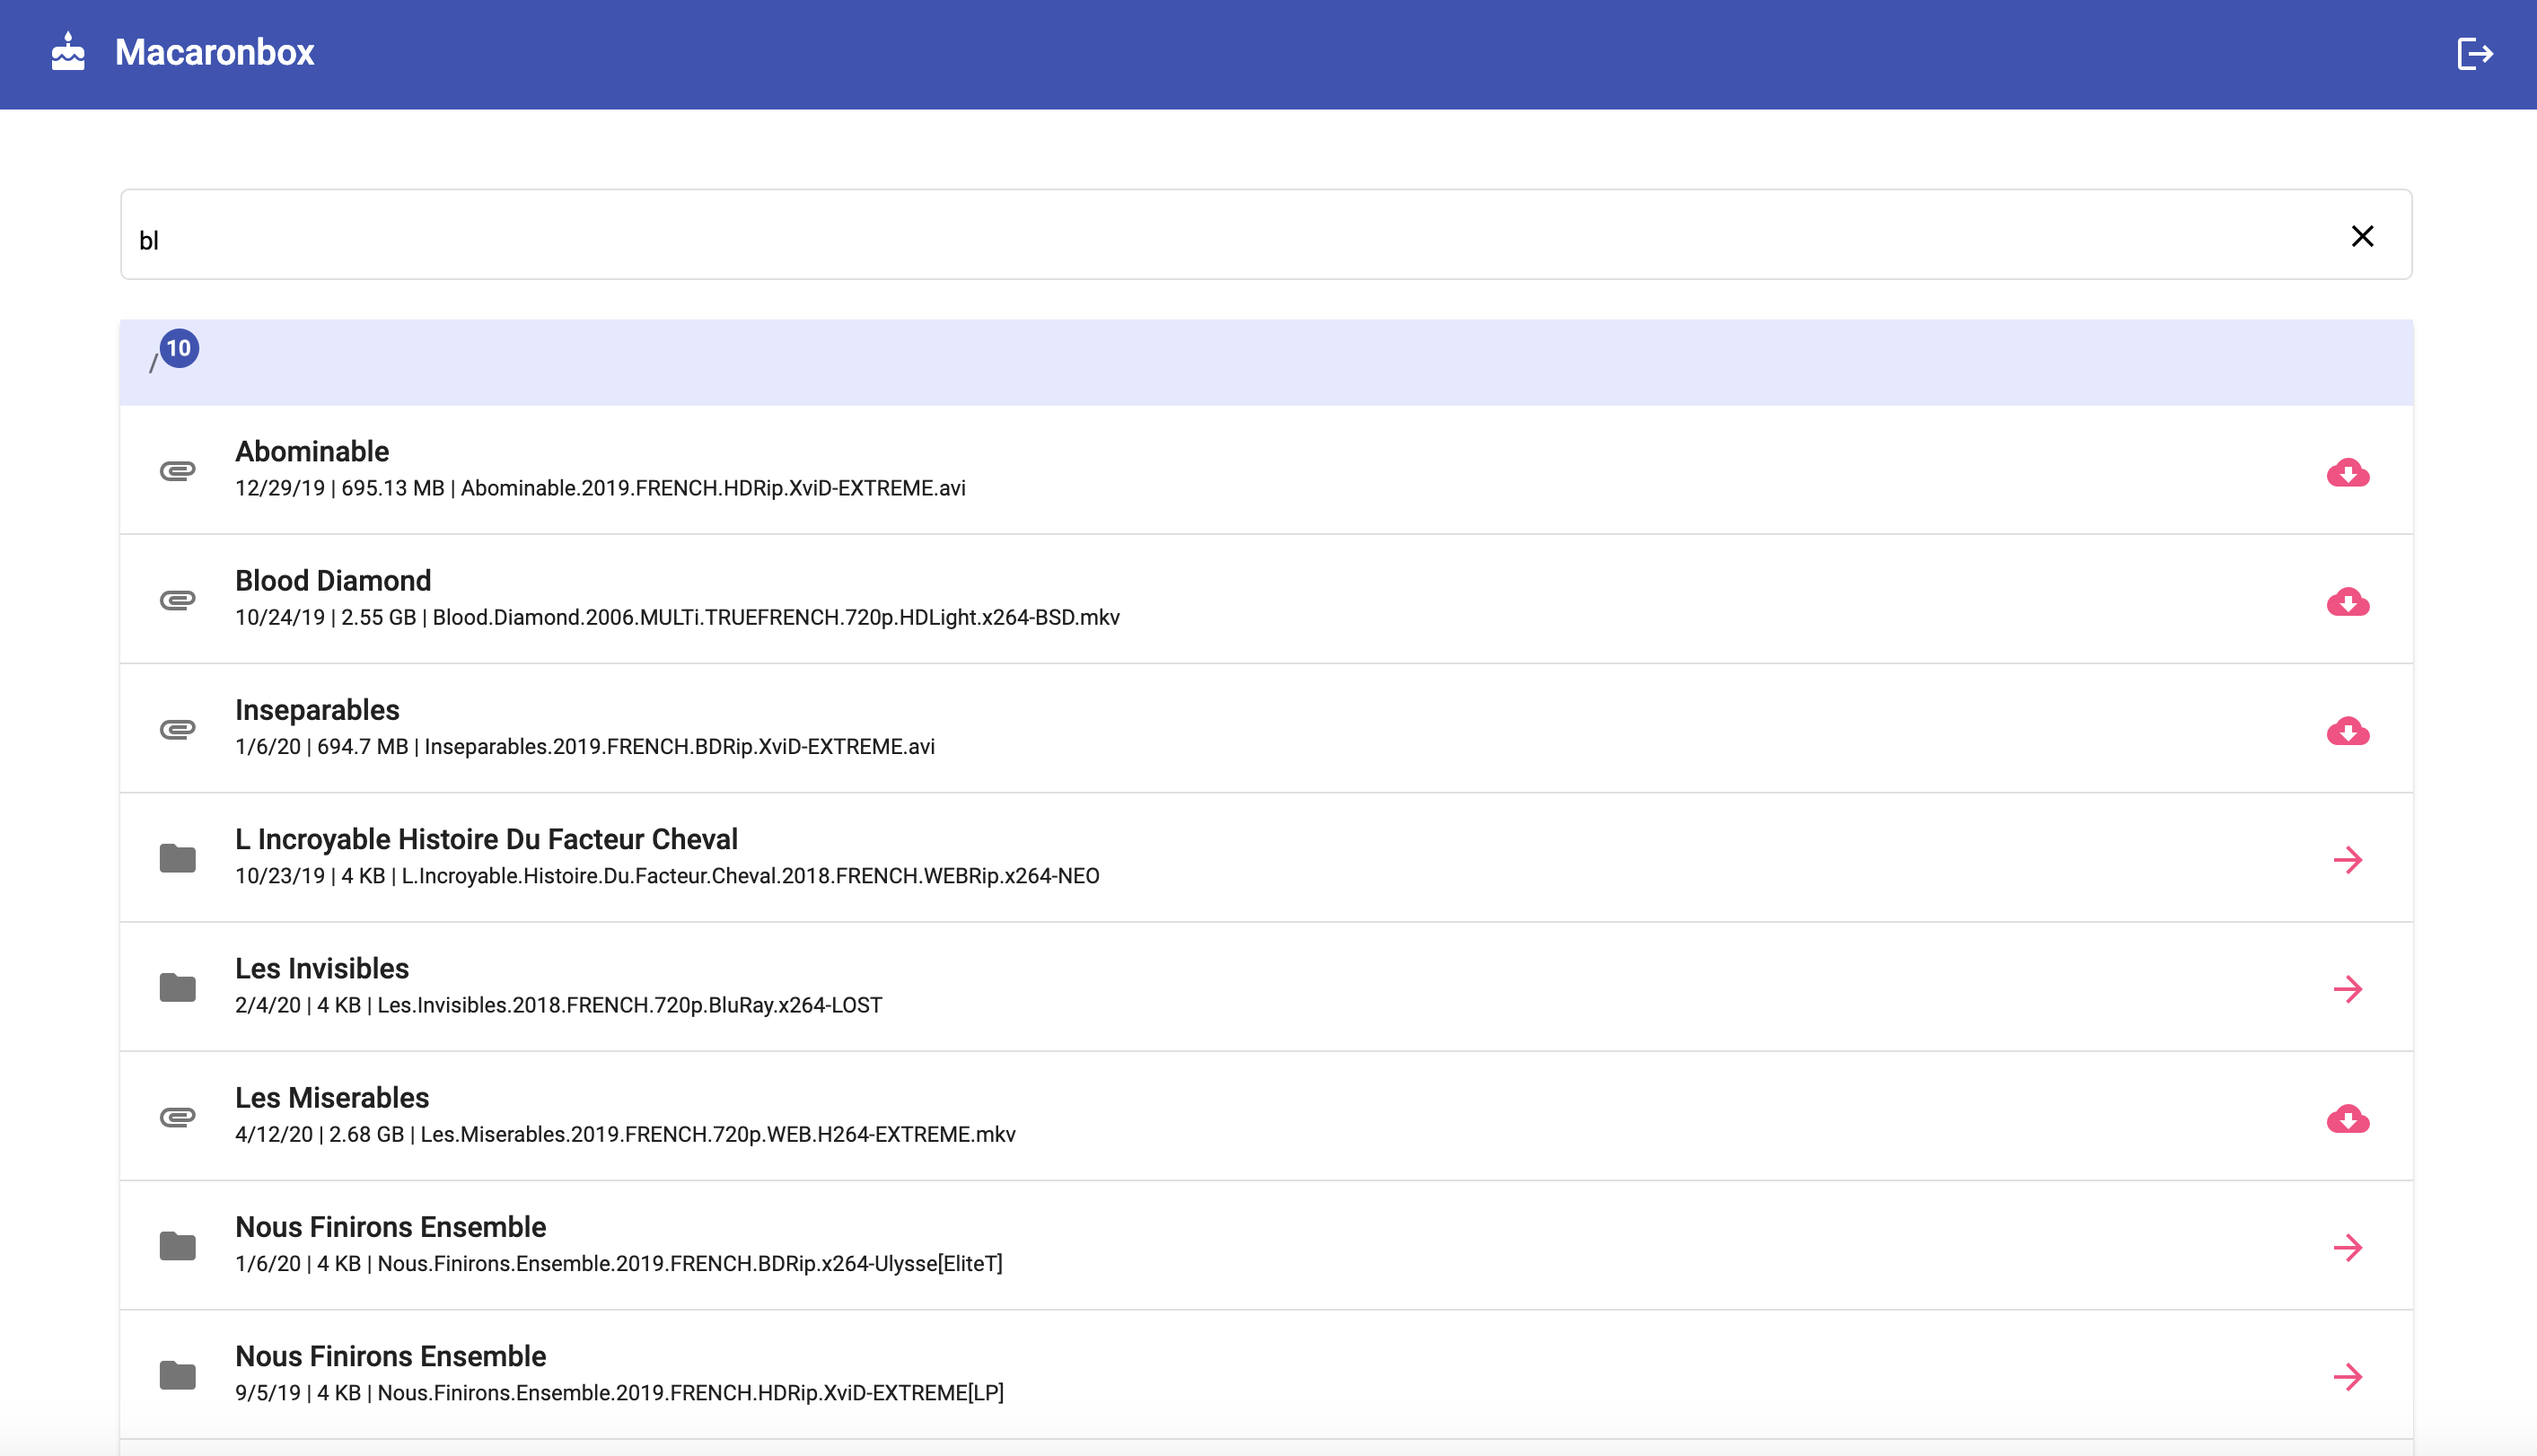 Macaronbox
bl
/ 10
Abominable
12/29/19 | 695.13 MB | Abominable.2019.FRENCH.HDRip.XviD-EXTREME.avi
Blood Diamond
10/24/19 | 2.55 GB | Blood.Diamond.2006.MULTi.TRUEFRENCH.720p.HDLight.x264-BSD.mkv
Inseparables
1/6/20 | 694.7 MB | Inseparables.2019.FRENCH.BDRip.XviD-EXTREME.avi
L Incroyable Histoire Du Facteur Cheval
10/23/19 | 4 KB | L.Incroyable.Histoire.Du.Facteur.Cheval.2018.FRENCH.WEBRip.x264-NEO
Les Invisibles
2/4/20 | 4 KB | Les.Invisibles.2018.FRENCH.720p.BluRay.x264-LOST
Les Miserables
4/12/20 | 2.68 GB | Les.Miserables.2019.FRENCH.720p.WEB.H264-EXTREME.mkv
Nous Finirons Ensemble
1/6/20 | 4 KB | Nous.Finirons.Ensemble.2019.FRENCH.BDRip.x264-Ulysse[EliteT]
Nous Finirons Ensemble
9/5/19 | 4 KB | Nous.Finirons.Ensemble.2019.FRENCH.HDRip.XviD-EXTREME[LP]